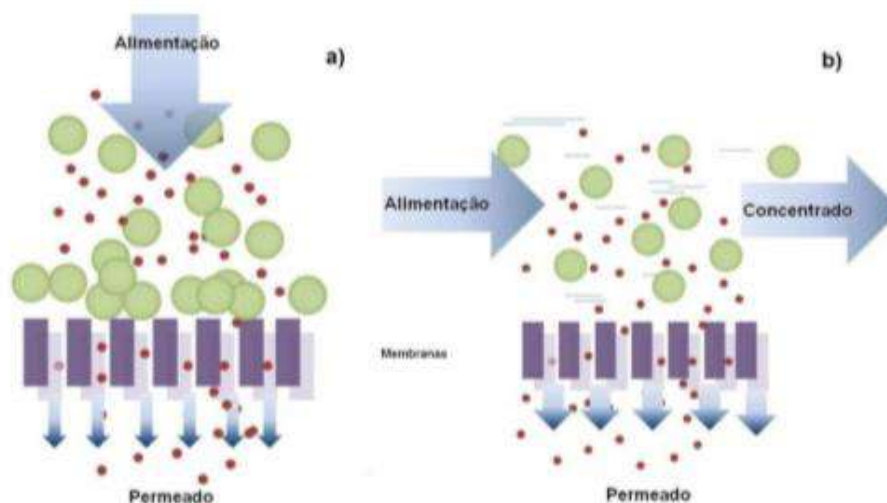 Alimentação
a)
Permeado
b)
Alimentação
Concentrado
Membranas
Permeado